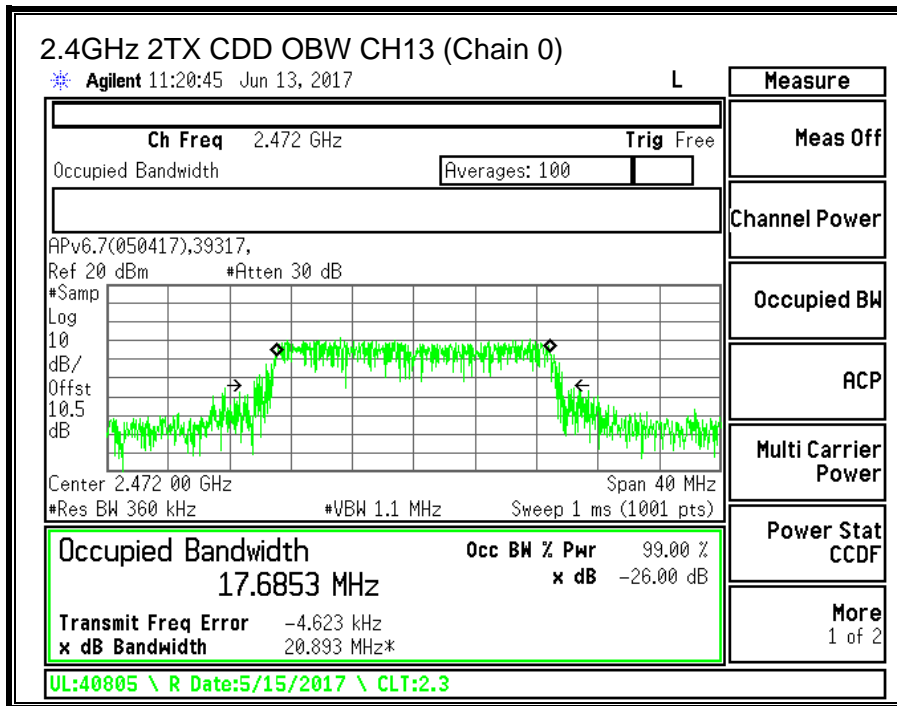 2.4GHz 2TX CDD OBW CH13 (Chain 0)
Agilent 11:20:45 Jun 13, 2017
L
Measure
Ch Freq 2.472 GHz
Trig Free
Meas Off
Occupied Bandwidth
Averages: 100
Channel Power
APv6.7(050417),39317,
Ref 20 dBm
#Atten 30 dB
#Samp
Log
10
dB/
Offst
10.5
dB
Occupied BW
ACP
Multi Carrier
Power
Center 2.472 00 GHz
Span 40 MHz
#Res BW 360 kHz
#VBW 1.1 MHz
Sweep 1 ms (1001 pts)
Power Stat
CCDF
Occupied Bandwidth
17.6853 MHz
Occ BW % Pwr 99.00 %
x dB -26.00 dB
Transmit Freq Error -4.623 kHz
x dB Bandwidth 20.893 MHz*
More
1 of 2
UL:40805 \ R Date:5/15/2017 \ CLT:2.3